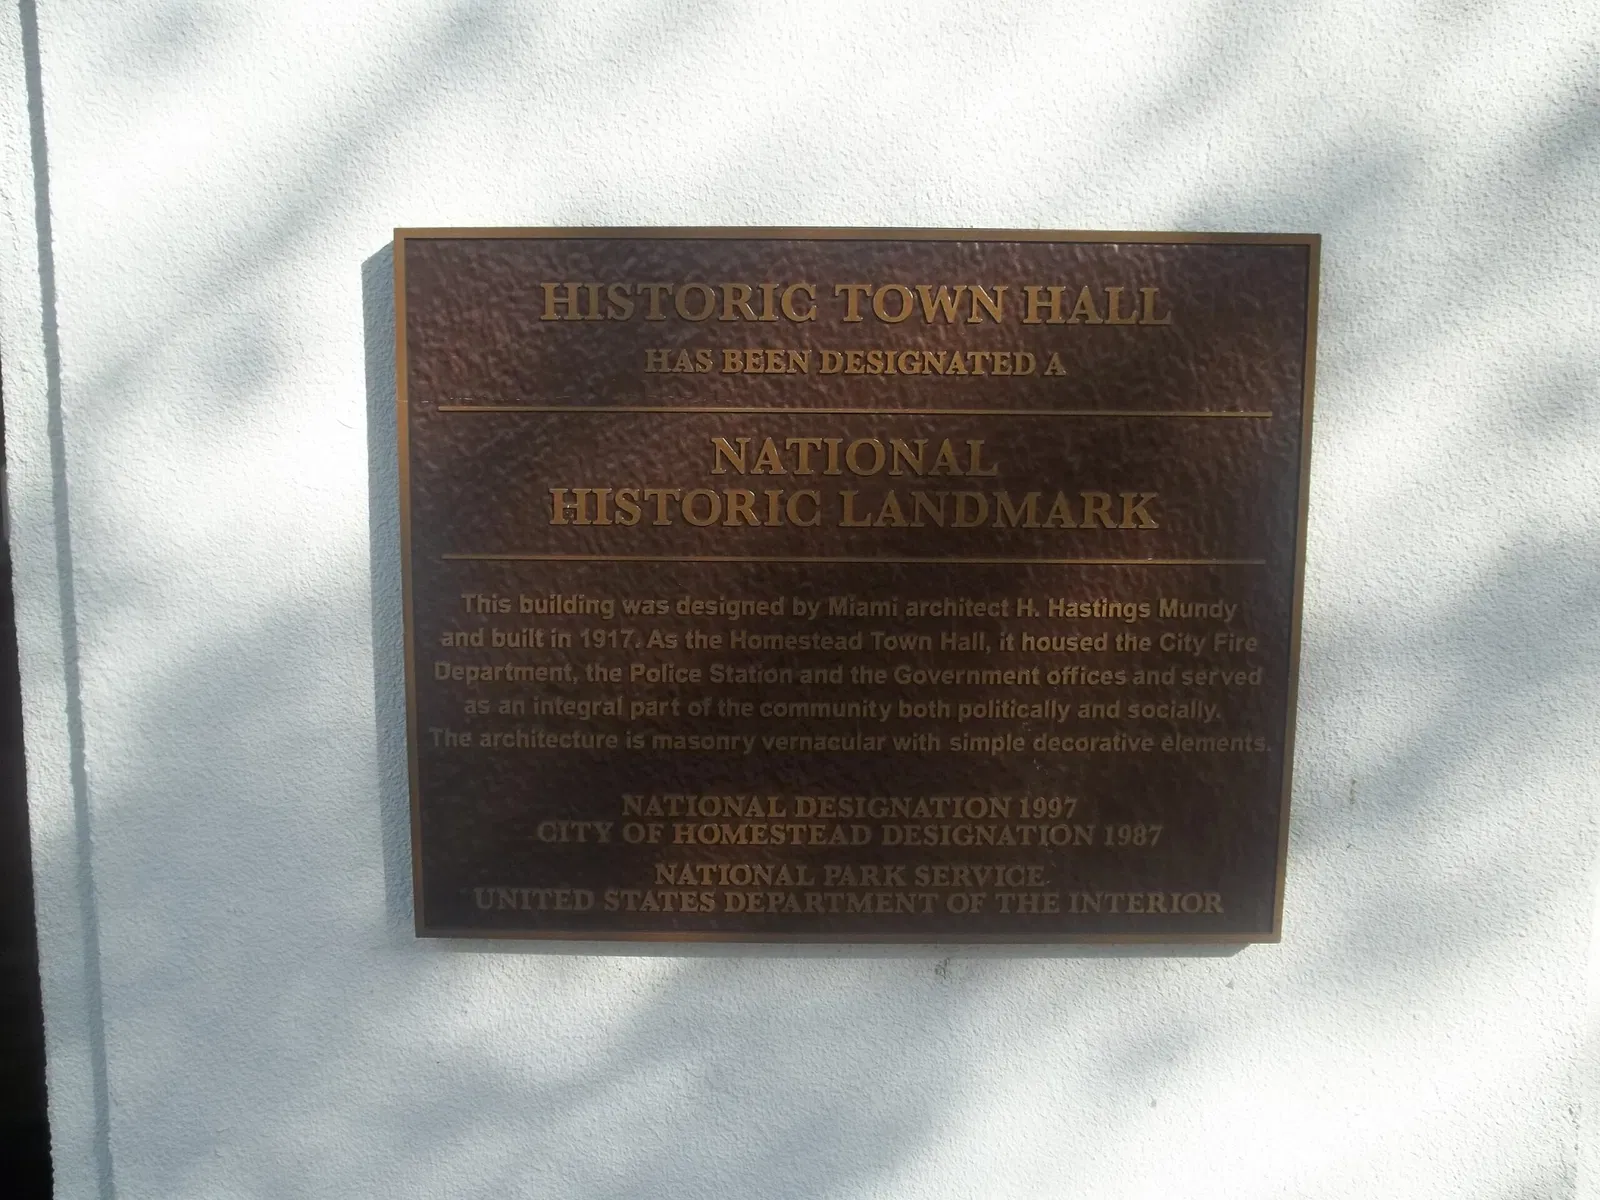 HISTORIC TOWN HALL
HAS BEEN DESIGNATED A
NATIONAL
HISTORIC LANDMARK
This building was designed by Miami architect H. Hastings Mundy
and built in 1917. As the Homestead Town Hall, it housed the City Fire
Department, the Police Station and the Government offices and served
as an integral part of the community both politically and socially.
The architecture is masonry vernacular with simple decorative elements.
NATIONAL DESIGNATION 1997
CITY OF HOMESTEAD DESIGNATION 1987
NATIONAL PARK SERVICE
UNITED STATES DEPARTMENT OF THE INTERIOR